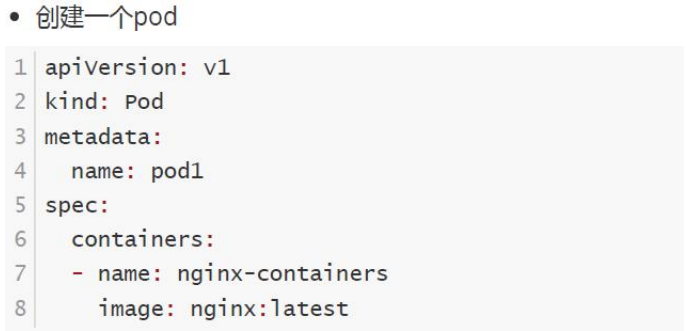 • 创建一个pod
1 apiVersion: v1
2 kind: Pod
3 metadata:
4   name: pod1
5 spec:
6   containers:
7   - name: nginx-containers
8     image: nginx:latest